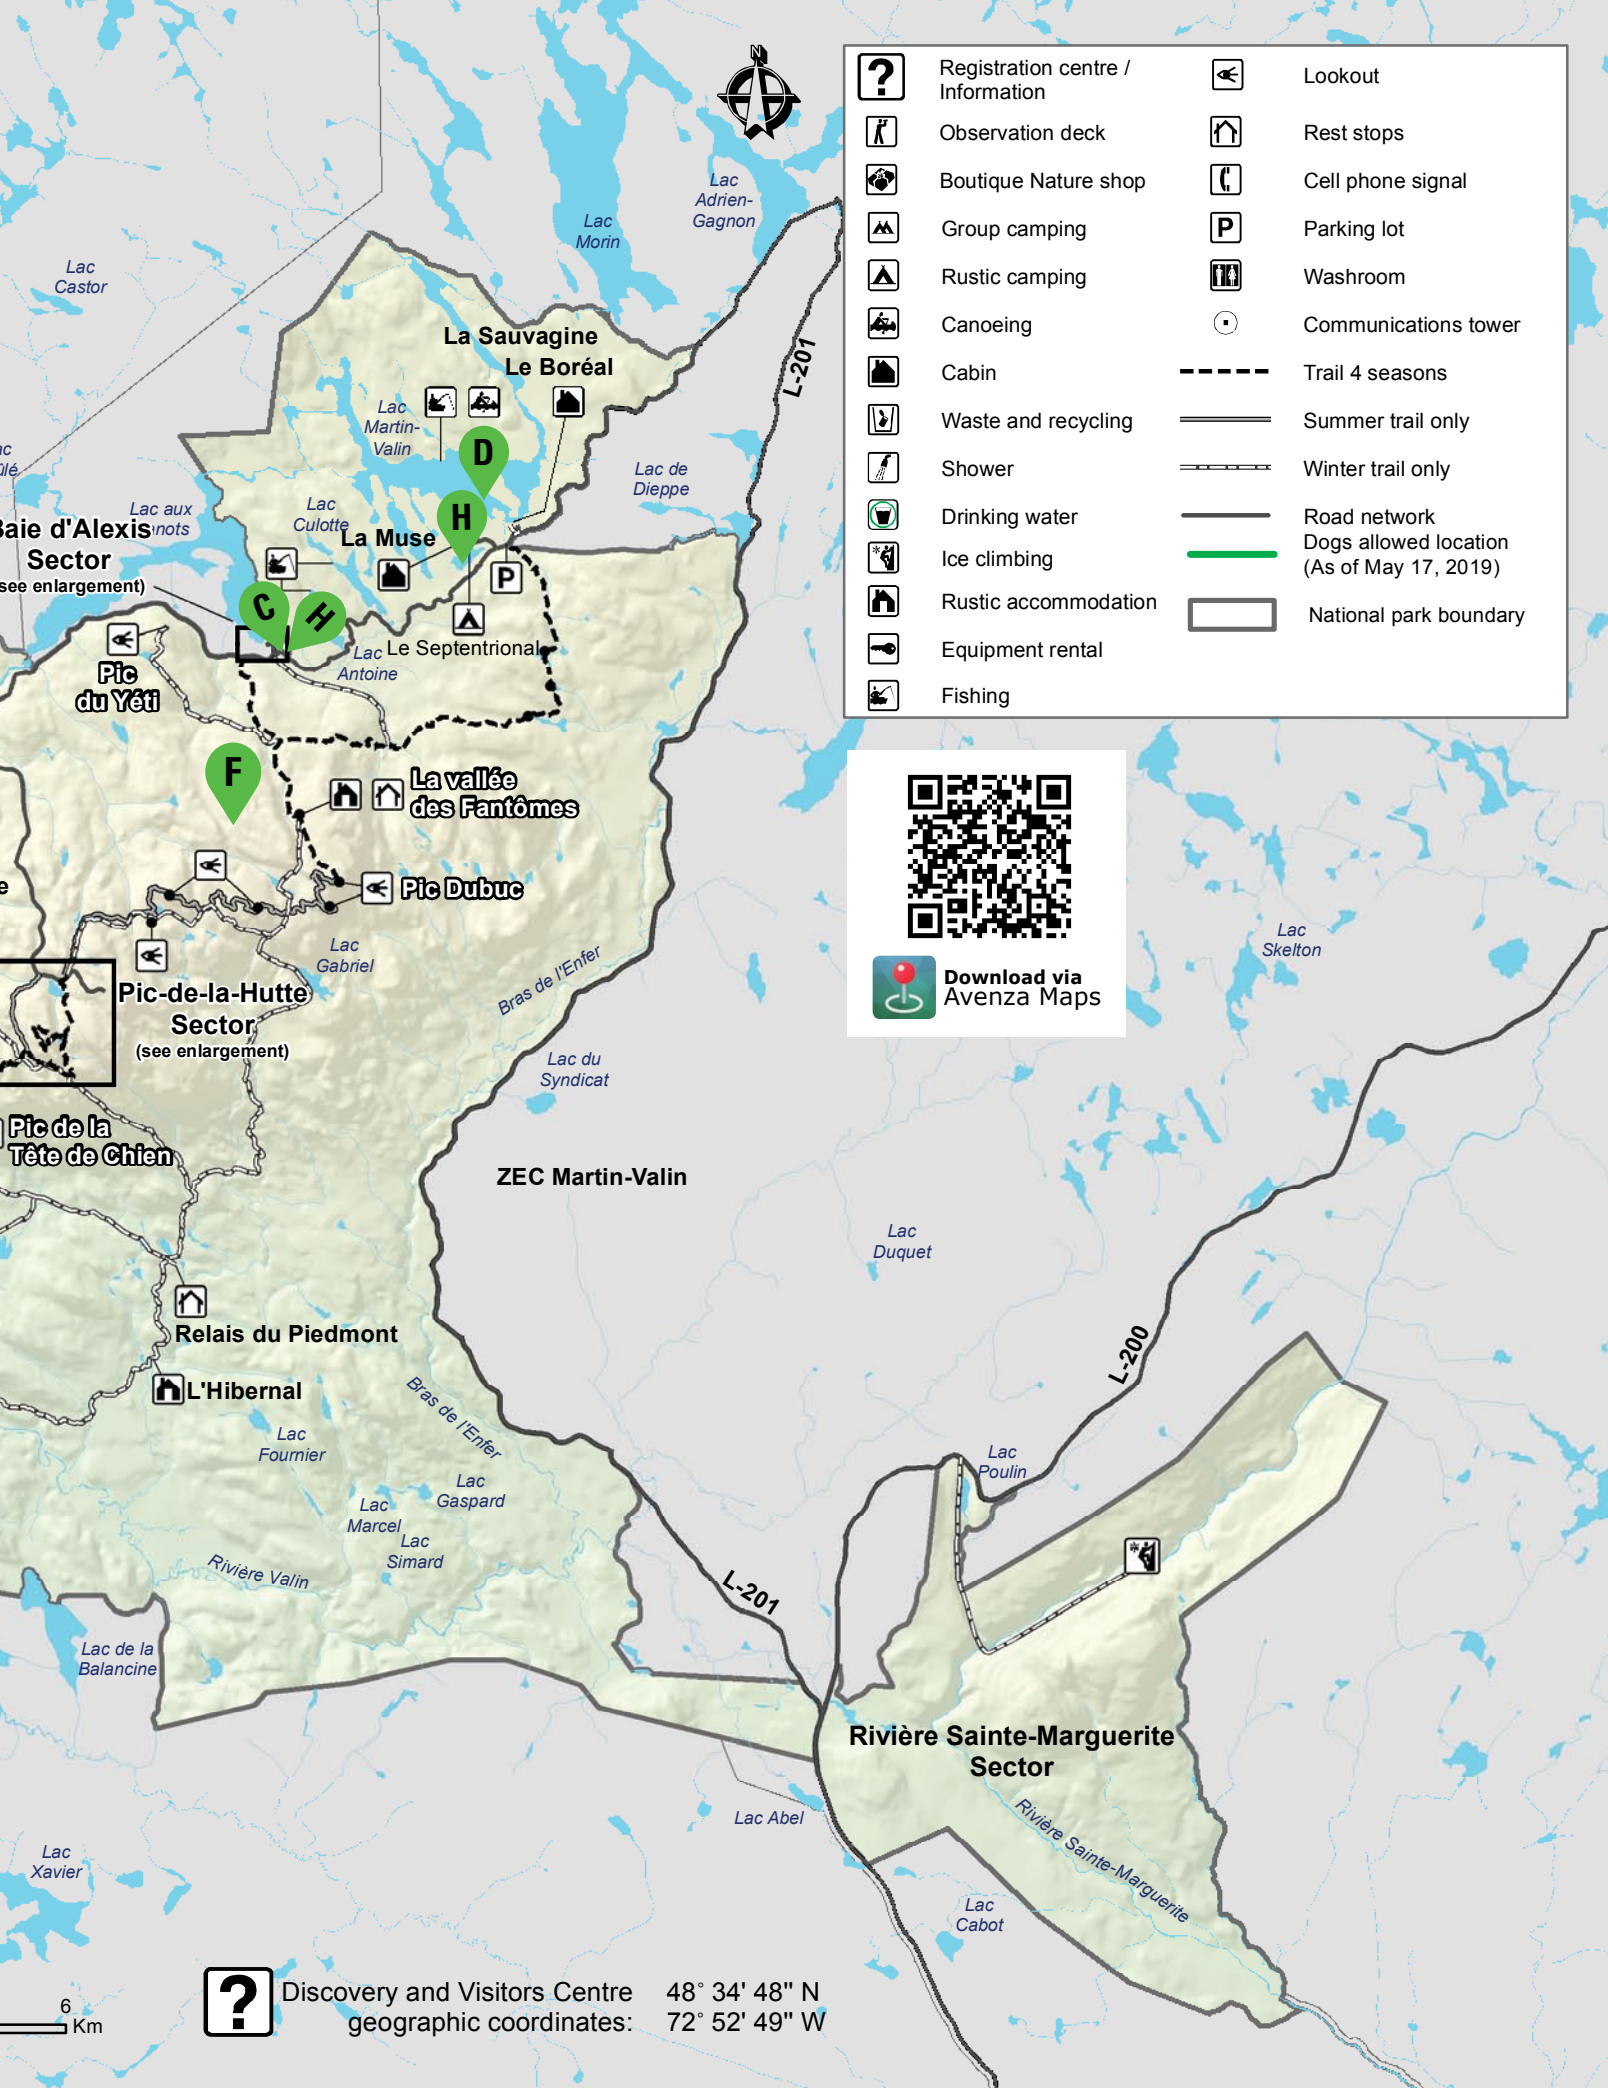 N
Registration centre /
Information
Observation deck
Boutique Nature shop
Group camping
Rustic camping
Canoeing
Cabin
Waste and recycling
Shower
Drinking water
Ice climbing
Rustic accommodation
Equipment rental
Fishing
Lookout
Rest stops
Cell phone signal
P
Parking lot
Washroom
Communications tower
Trail 4 seasons
Summer trail only
Winter trail only
Road network
Dogs allowed location
(As of May 17, 2019)
National park boundary
Lac
Adrien-
Gagnon
Lac
Morin
Lac
Castor
La Sauvagine
Le Boréal
L-201
Lac
Martin-
Valin
D
Lac de
Dieppe
H
Lac
Culotte
La Muse
P
Lac aux
Baie d'Alexis
Sector
(see enlargement)
C
H
Le Septentrional
Lac
Antoine
Pic
du Yéti
F
La vallée
des Fantômes
Pic Dubuc
Lac
Gabriel
Bras de l'Enfer
Pic-de-la-Hutte
Sector
(see enlargement)
Lac du
Syndicat
Pic de la
Tête de Chien
ZEC Martin-Valin
Download via
Avenza Maps
Lac
Skelton
Lac
Duquet
Relais du Piedmont
L'Hibernal
L-200
Bras de l'Enfer
Lac
Fournier
Lac
Gaspard
Lac
Marcel
Lac
Simard
Rivière Valin
Lac
Poulin
L-201
Lac de la
Balancine
Rivière Sainte-Marguerite
Sector
Lac Abel
Rivière Sainte-Marguerite
Lac
Xavier
Lac
Cabot
6
Km
?
Discovery and Visitors Centre 48° 34' 48" N
geographic coordinates: 72° 52' 49" W